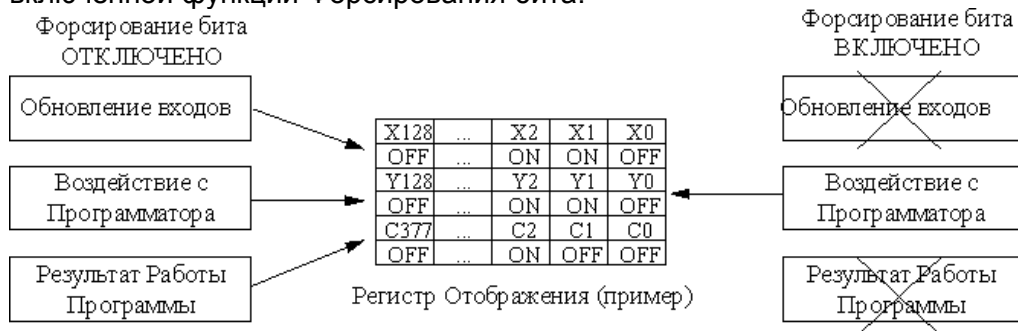 включенной функции Форсирования бита.
Форсирование бита
ОТКЛЮЧЕНО
Обновление входов
Воздействие с
Программатора
Результат Работы
Программы
X128 ... X2 X1 X0
OFF ... ON ON OFF
Y128 ... Y2 Y1 Y0
OFF ... ON ON OFF
C377 ... C2 C1 C0
OFF ... ON OFF OFF
Регистр Отображения (пример)
Форсирование бита
ВКЛЮЧЕНО
Обновление входов
Воздействие с
Программатора
Результат Работы
Программы